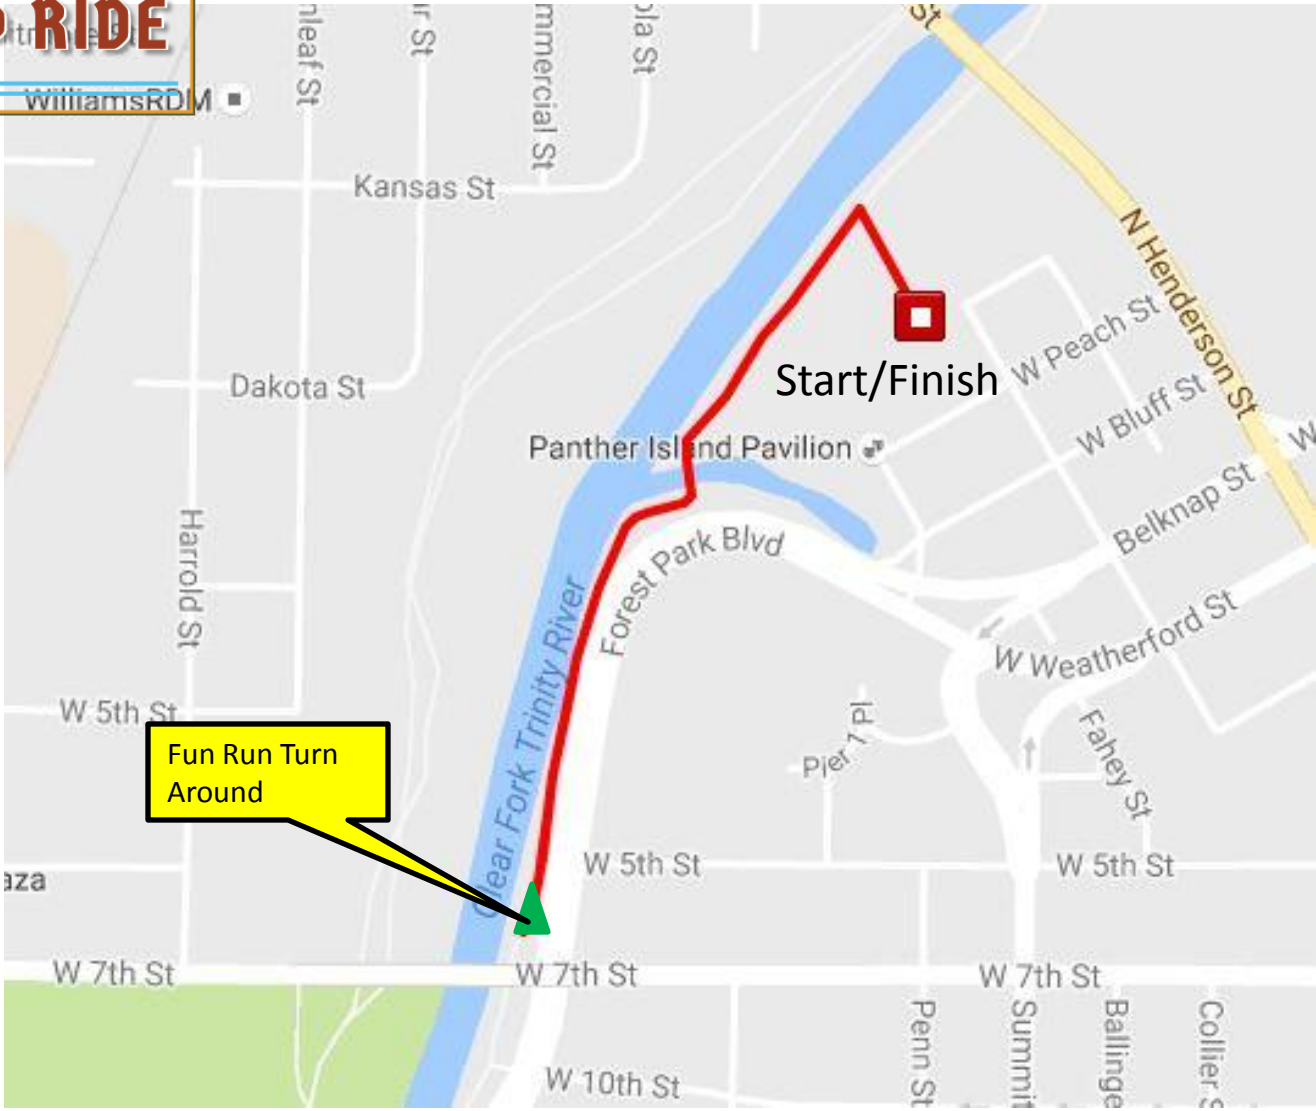 RIDE
WilliamsRDM
St
Kansas St
N Henderson St
W Peach St
Start/Finish
Dakota St
W Bluff St
Panther Island Pavilion
Belknap St
Harrold St
Forest Park Blvd
Clear Fork Trinity River
W Weatherford St
W 5th St
Pier 1 Pl
Fahey St
Fun Run Turn
Around
W 5th St
W 5th St
W 7th St
W 7th St
W 7th St
Penn St
W 10th St